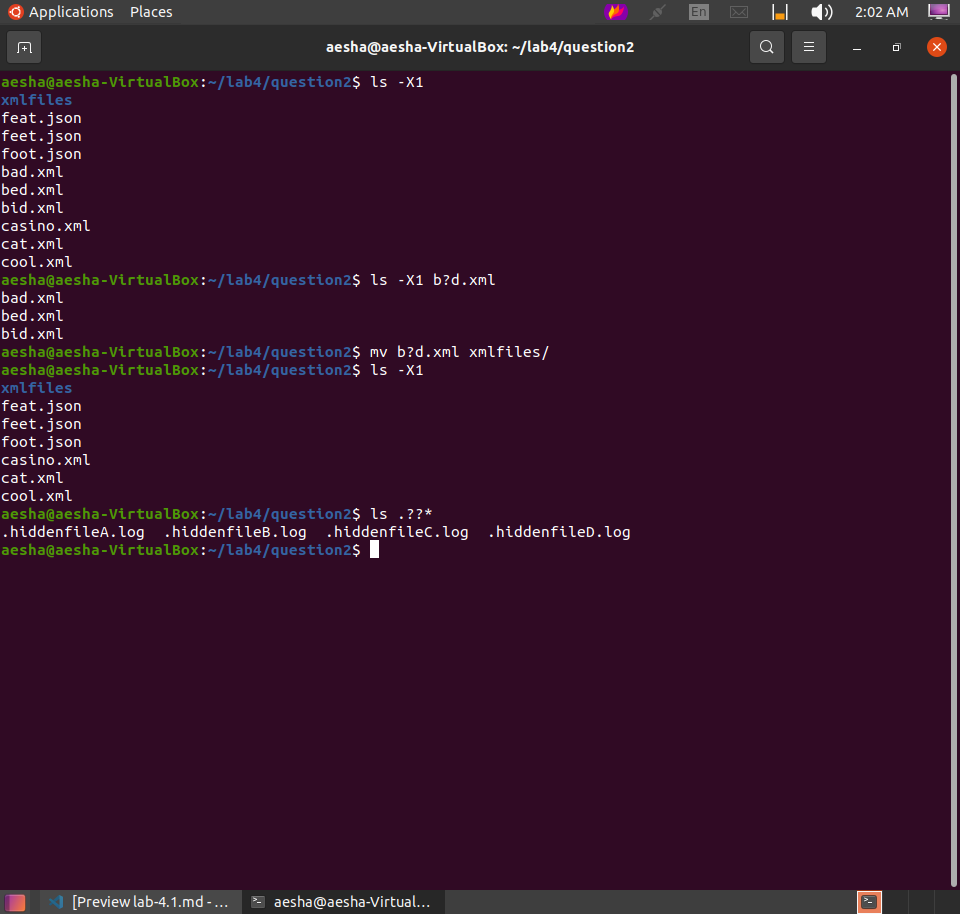 Applications Places En 2:02 AM
aesha@aesha-VirtualBox: ~/lab4/question2
aesha@aesha-VirtualBox:~/lab4/question2$ ls -X1
xmlfiles
feat.json
feet.json
foot.json
bad.xml
bed.xml
bid.xml
casino.xml
cat.xml
cool.xml
aesha@aesha-VirtualBox:~/lab4/question2$ ls -X1 b?d.xml
bad.xml
bed.xml
bid.xml
aesha@aesha-VirtualBox:~/lab4/question2$ mv b?d.xml xmlfiles/
aesha@aesha-VirtualBox:~/lab4/question2$ ls -X1
xmlfiles
feat.json
feet.json
foot.json
casino.xml
cat.xml
cool.xml
aesha@aesha-VirtualBox:~/lab4/question2$ ls .??*
.hiddenfileA.log  .hiddenfileB.log  .hiddenfileC.log  .hiddenfileD.log
aesha@aesha-VirtualBox:~/lab4/question2$
[Preview lab-4.1.md - ... aesha@aesha-Virtual...